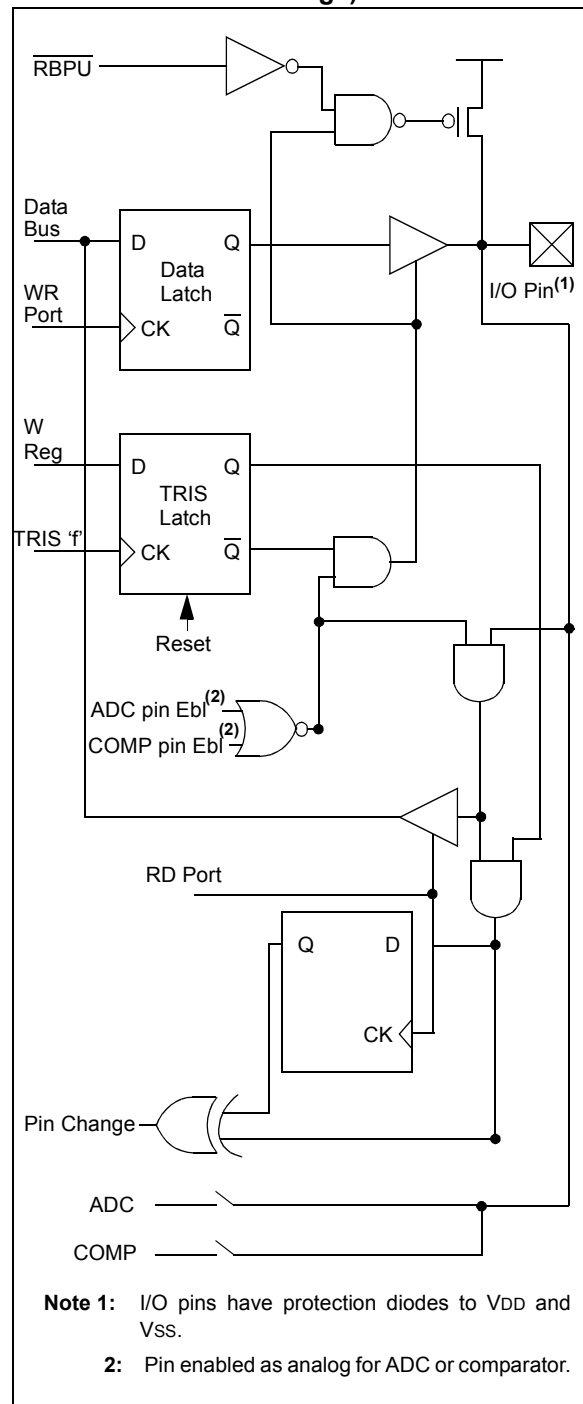 RBPU
Data
Bus
D
Q
Data
Latch
WR
Port
CK
Q
I/O Pin(1)
W
Reg
D
Q
TRIS
Latch
TRIS 'f'
CK
Q
Reset
ADC pin Ebl(2)
COMP pin Ebl(2)
RD Port
Q
D
CK
Pin Change
ADC
COMP
Note 1: I/O pins have protection diodes to VDD and
VSS.
2: Pin enabled as analog for ADC or comparator.